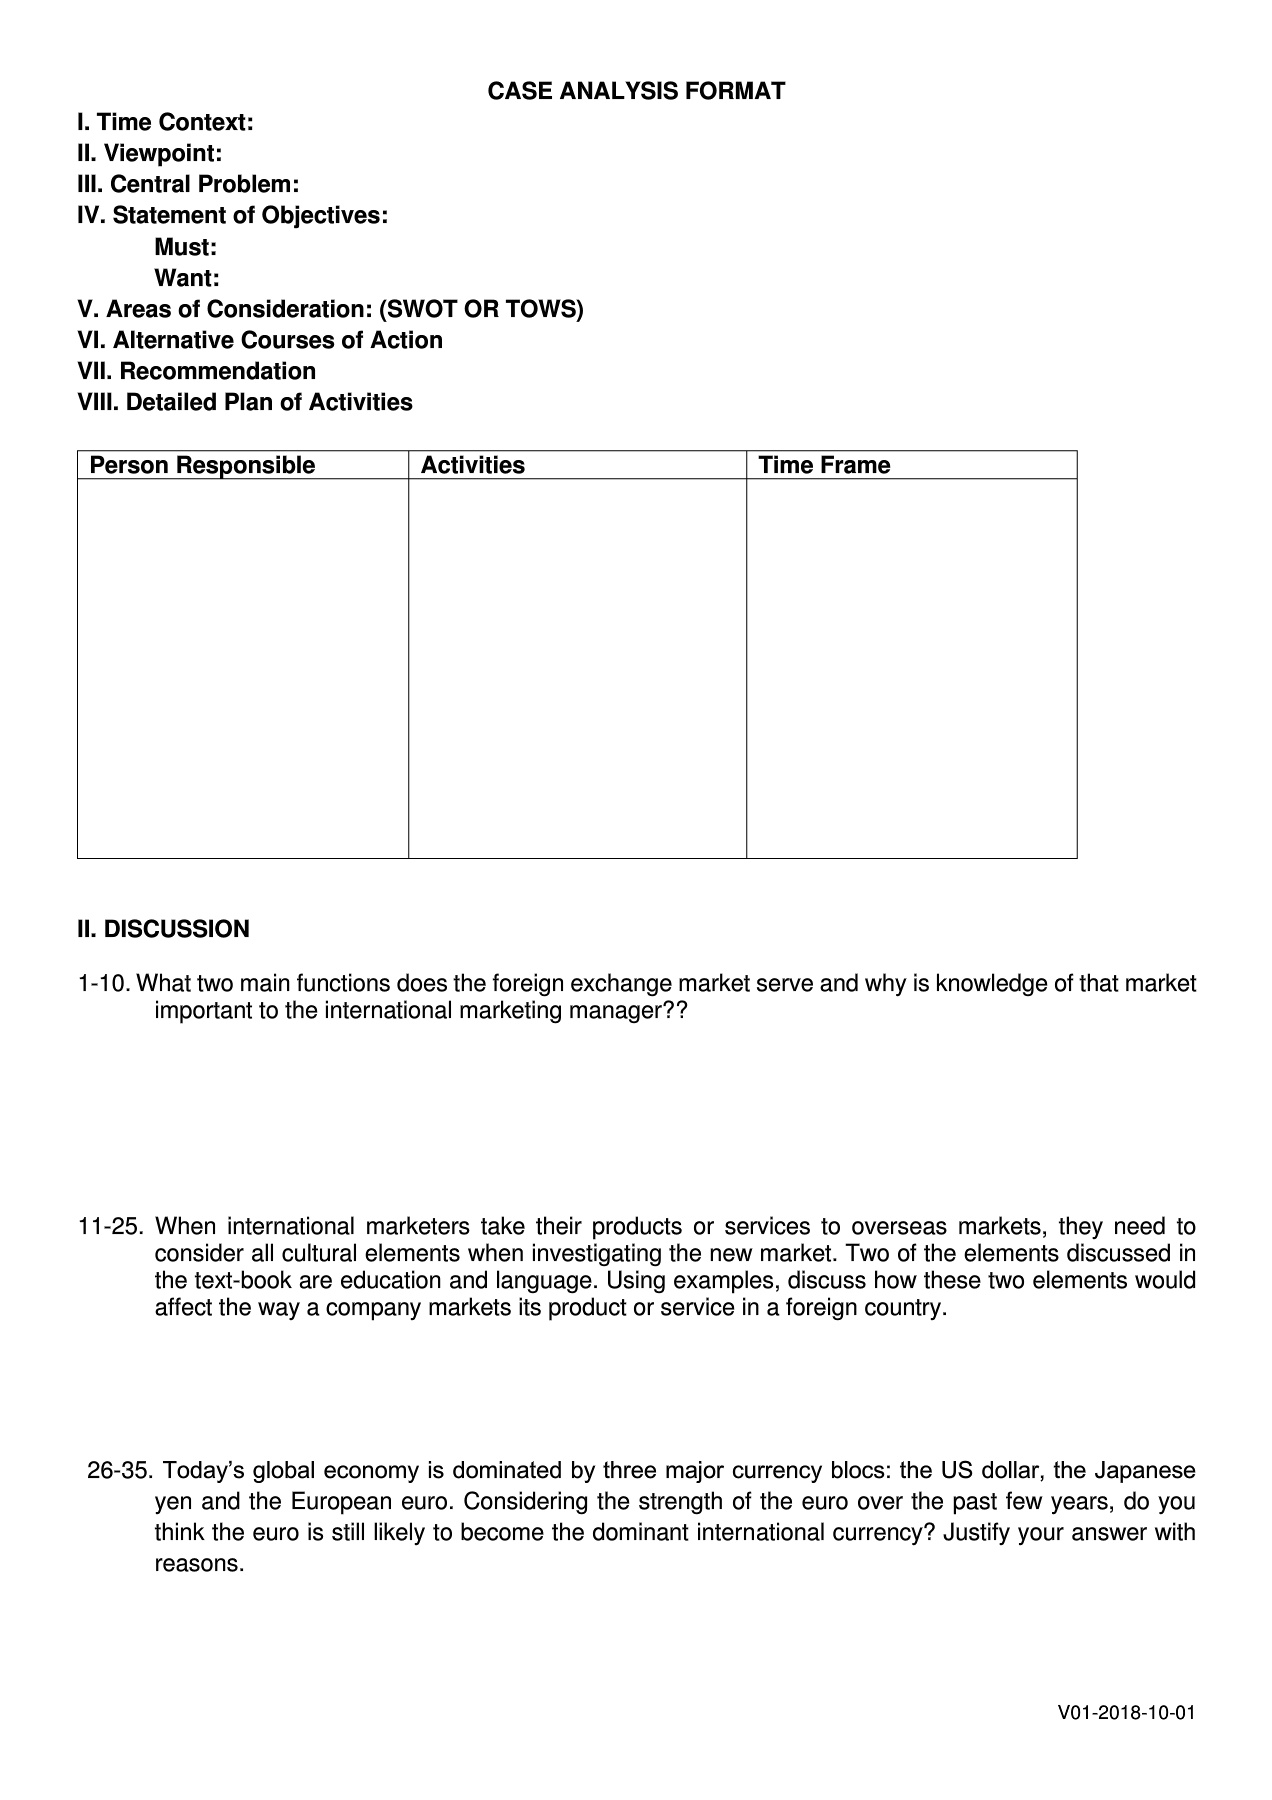 CASE ANALYSIS FORMAT
I. Time Context:
II. Viewpoint:
III. Central Problem:
IV. Statement of Objectives:
Must:
Want:
V. Areas of Consideration: (SWOT OR TOWS)
VI. Alternative Courses of Action
VII. Recommendation
VIII. Detailed Plan of Activities
Person Responsible Activities Time Frame
II. DISCUSSION
1-10. What two main functions does the foreign exchange market serve and why is knowledge of that market
important to the international marketing manager??
11-25. When international marketers take their products or services to overseas markets, they need to
consider all cultural elements when investigating the new market. Two of the elements discussed in
the text-book are education and language. Using examples, discuss how these two elements would
affect the way a company markets its product or service in a foreign country.
26-35. Today’s global economy is dominated by three major currency blocs: the US dollar, the Japanese
yen and the European euro. Considering the strength of the euro over the past few years, do you
think the euro is still likely to become the dominant international currency? Justify your answer with
reasons.
V01-2018-10-01